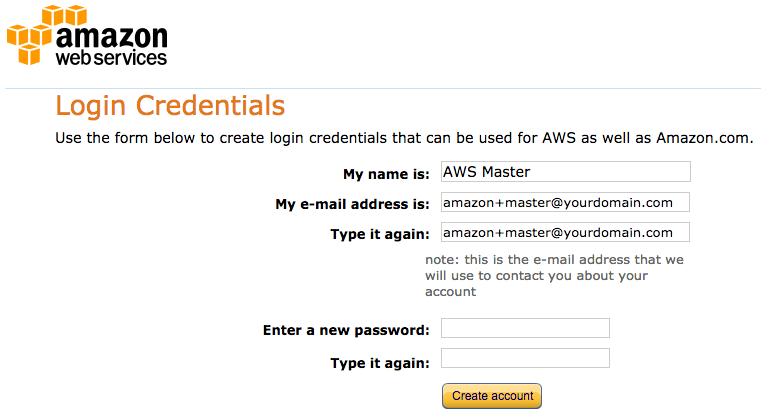 amazon
web services
Login Credentials
Use the form below to create login credentials that can be used for AWS as well as Amazon.com.
My name is: AWS Master
My e-mail address is: amazon+master@yourdomain.com
Type it again: amazon+master@yourdomain.com
note: this is the e-mail address that we
will use to contact you about your
account
Enter a new password:
Type it again:
Create account